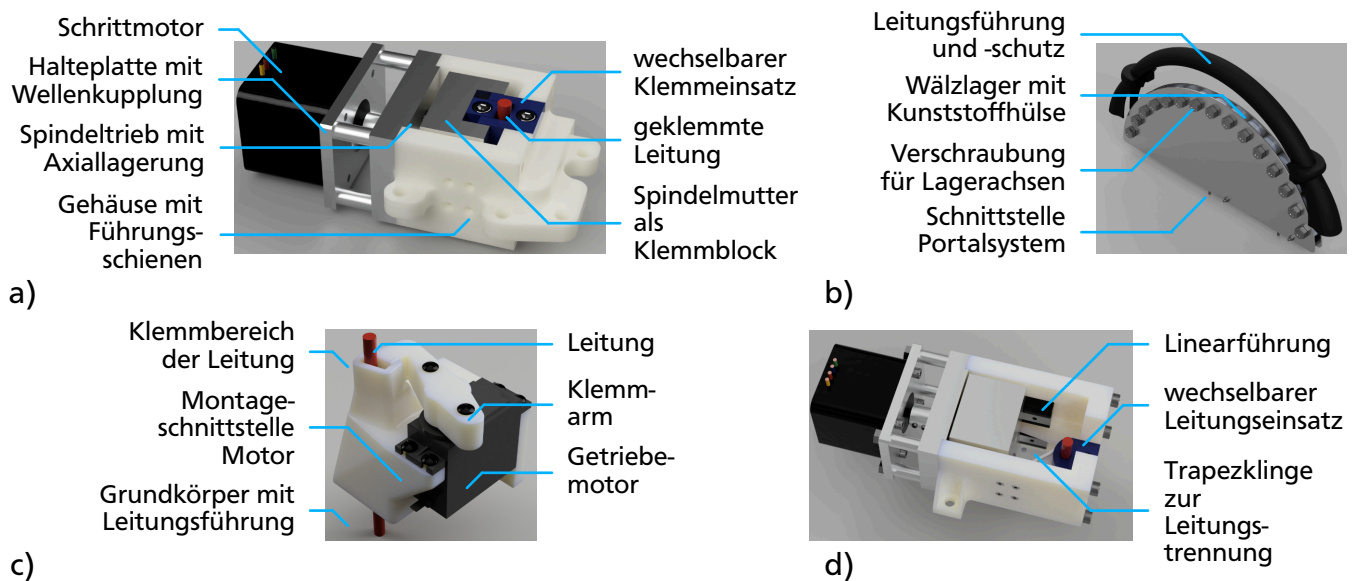 Schrittmotor
Halteplatte mit
Wellenkupplung
Spindeltrieb mit
Axiallagerung
Gehäuse mit
Führungs-
schienen
wechselbarer
Klemmeinsatz
geklemmte
Leitung
Spindelmutter
als
Klemmblock
a)
Leitungsführung
und -schutz
Wälzlager mit
Kunststoffhülse
Verschraubung
für Lagerachsen
Schnittstelle
Portalsystem
b)
Klemmbereich
der Leitung
Montage-
schnittstelle
Motor
Grundkörper mit
Leitungsführung
Leitung
Klemm-
arm
Getriebe-
motor
c)
Linearführung
wechselbarer
Leitungseinsatz
Trapezklinge
zur
Leitungs-
trennung
d)